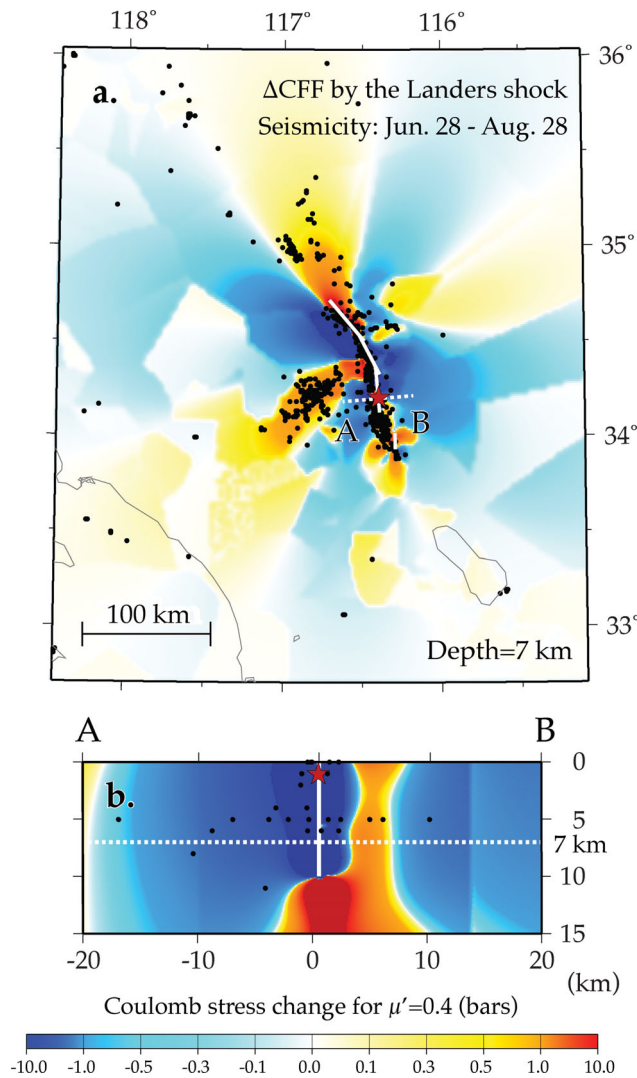 118° 117° 116°
36°
a.
ΔCFF by the Landers shock
Seismicity: Jun. 28 - Aug. 28
35°
34°
A B
33°
100 km
Depth=7 km
A B
b.
0
5
7 km
10
15
-20 -10 0 10 20
(km)
Coulomb stress change for μ'=0.4 (bars)
-10.0 -1.0 -0.5 -0.3 -0.1 0.0 0.1 0.3 0.5 1.0 10.0